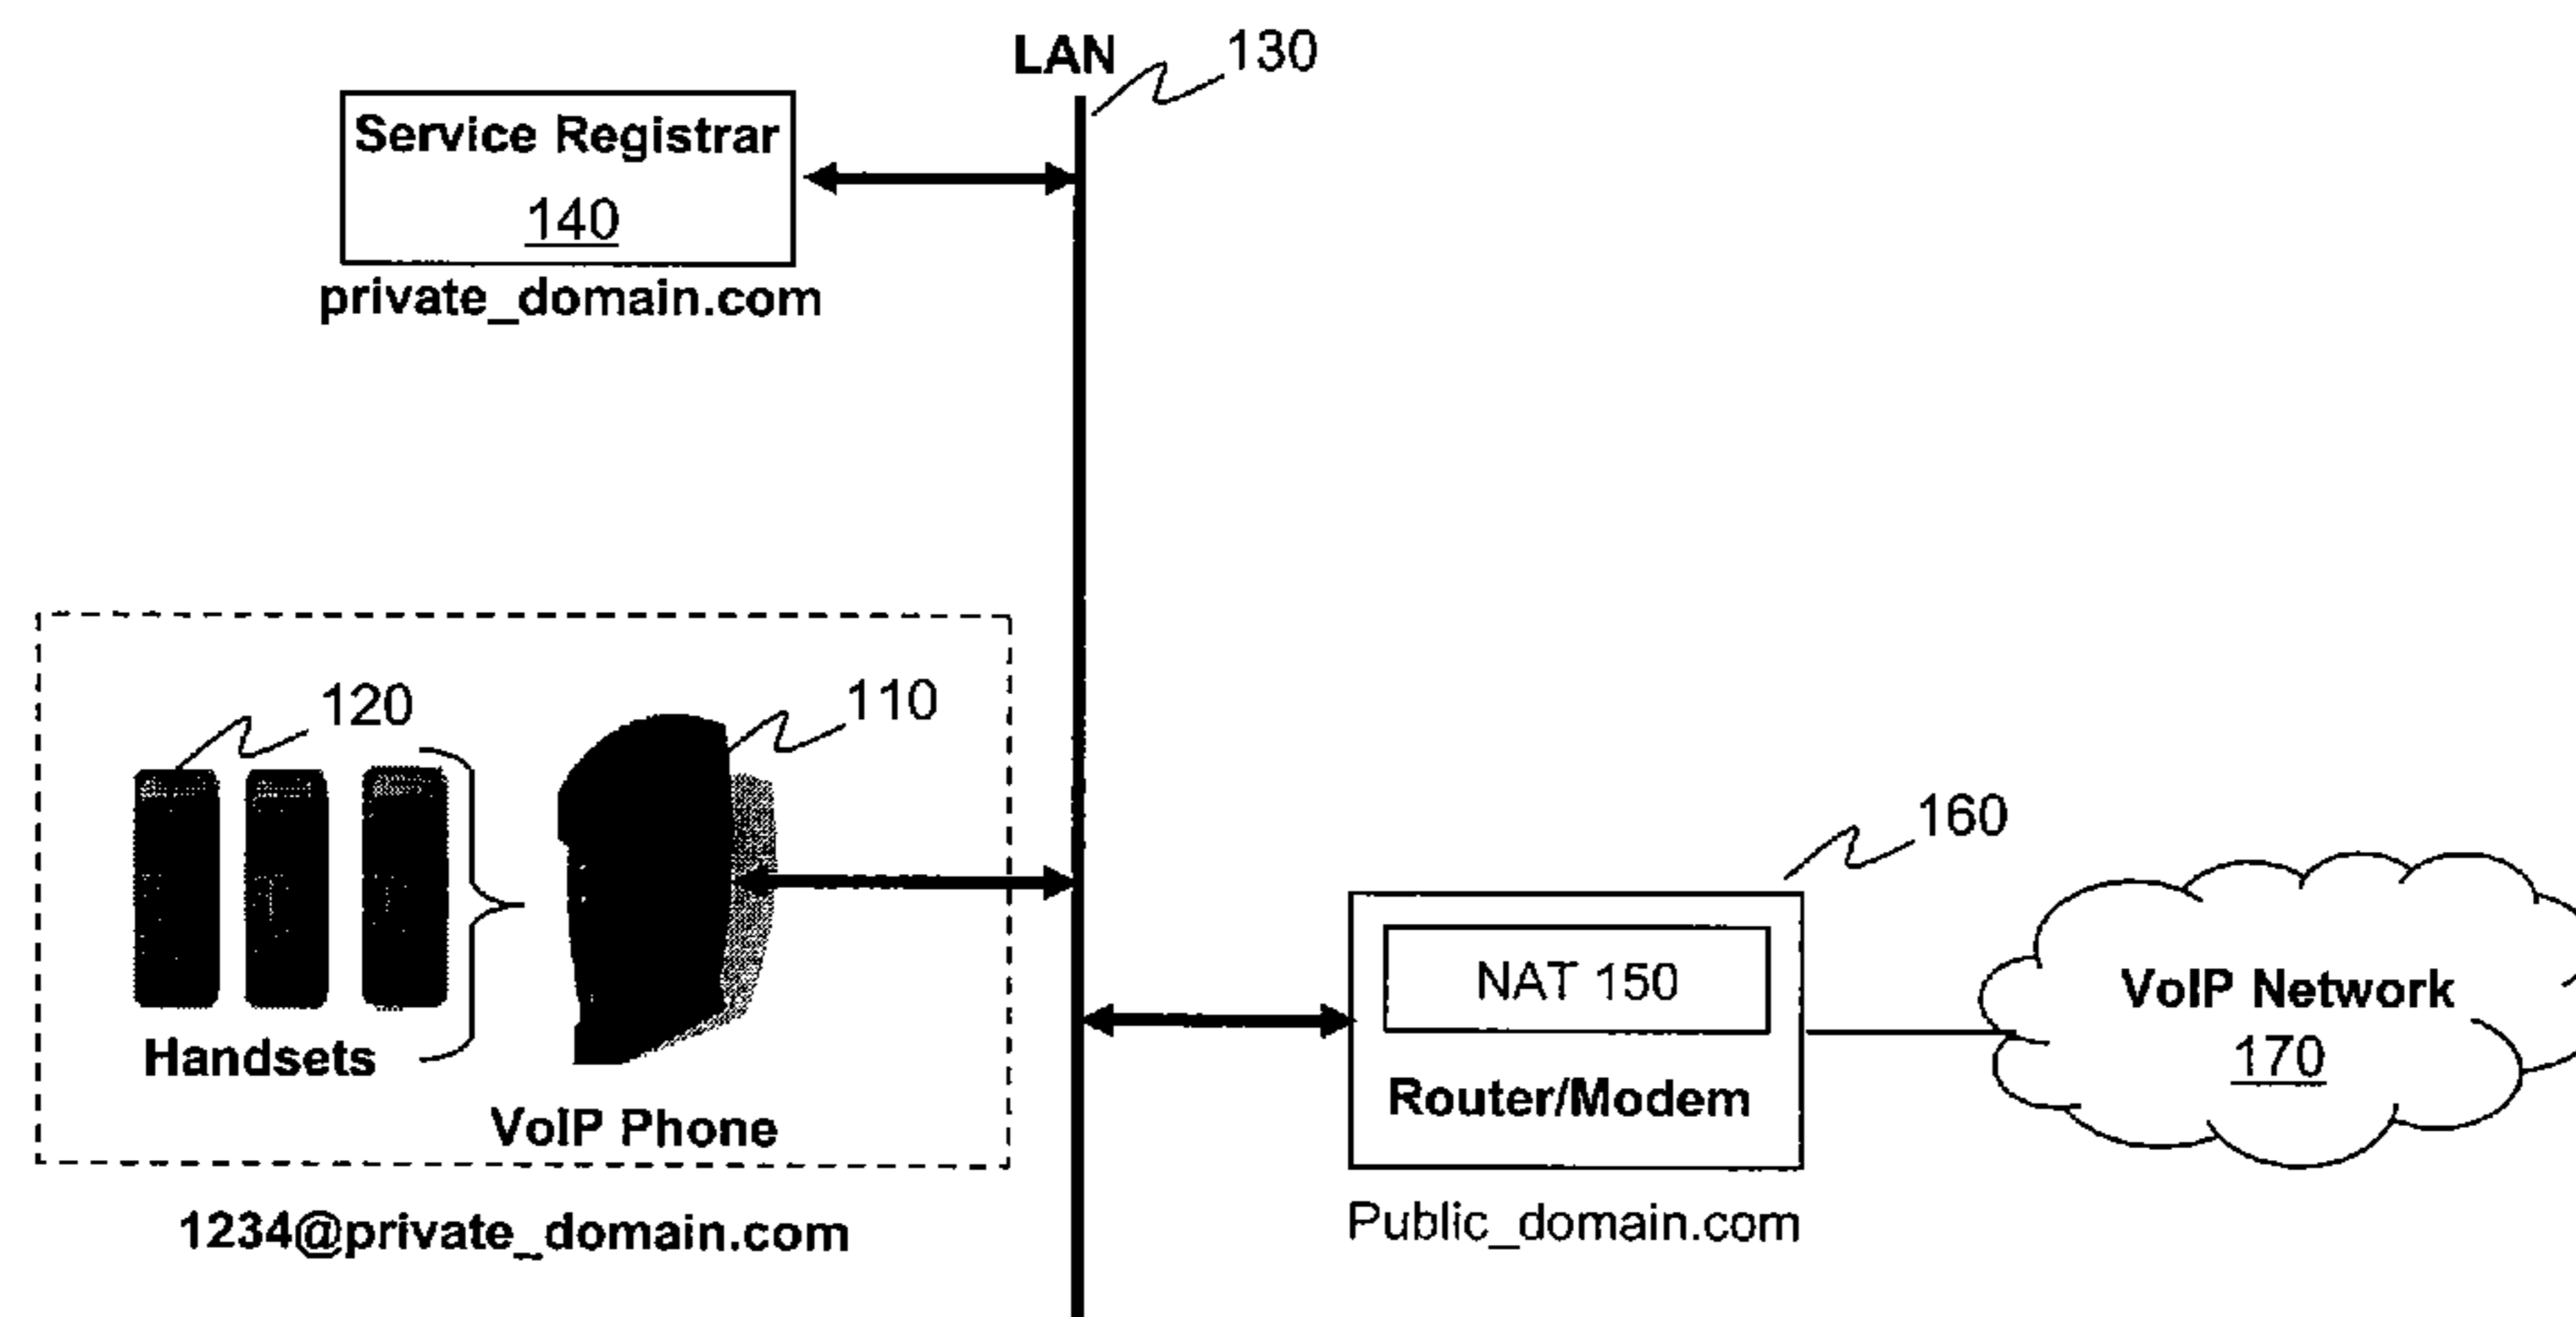 LAN
130
Service Registrar
140
private_domain.com
120
110
160
NAT 150
VoIP Network
170
Handsets
Router/Modem
VoIP Phone
1234@private_domain.com
Public_domain.com